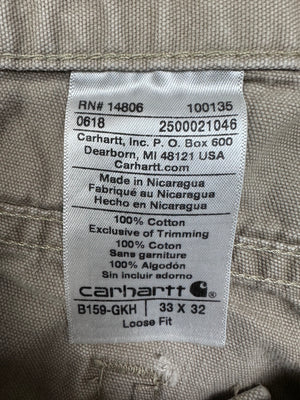 RN# 14806 100135
0618 2500021046
Carhartt, Inc. P.O. Box 600
Dearborn, MI 48121 USA
Carhartt.com
Made in Nicaragua
Fabriqué au Nicaragua
Hecho en Nicaragua
100% Cotton
Exclusive of Trimming
100% Coton
Sans garniture
100% Algodón
Sin incluir adorno
carhartt
B159-GKH 33 X 32
Loose Fit